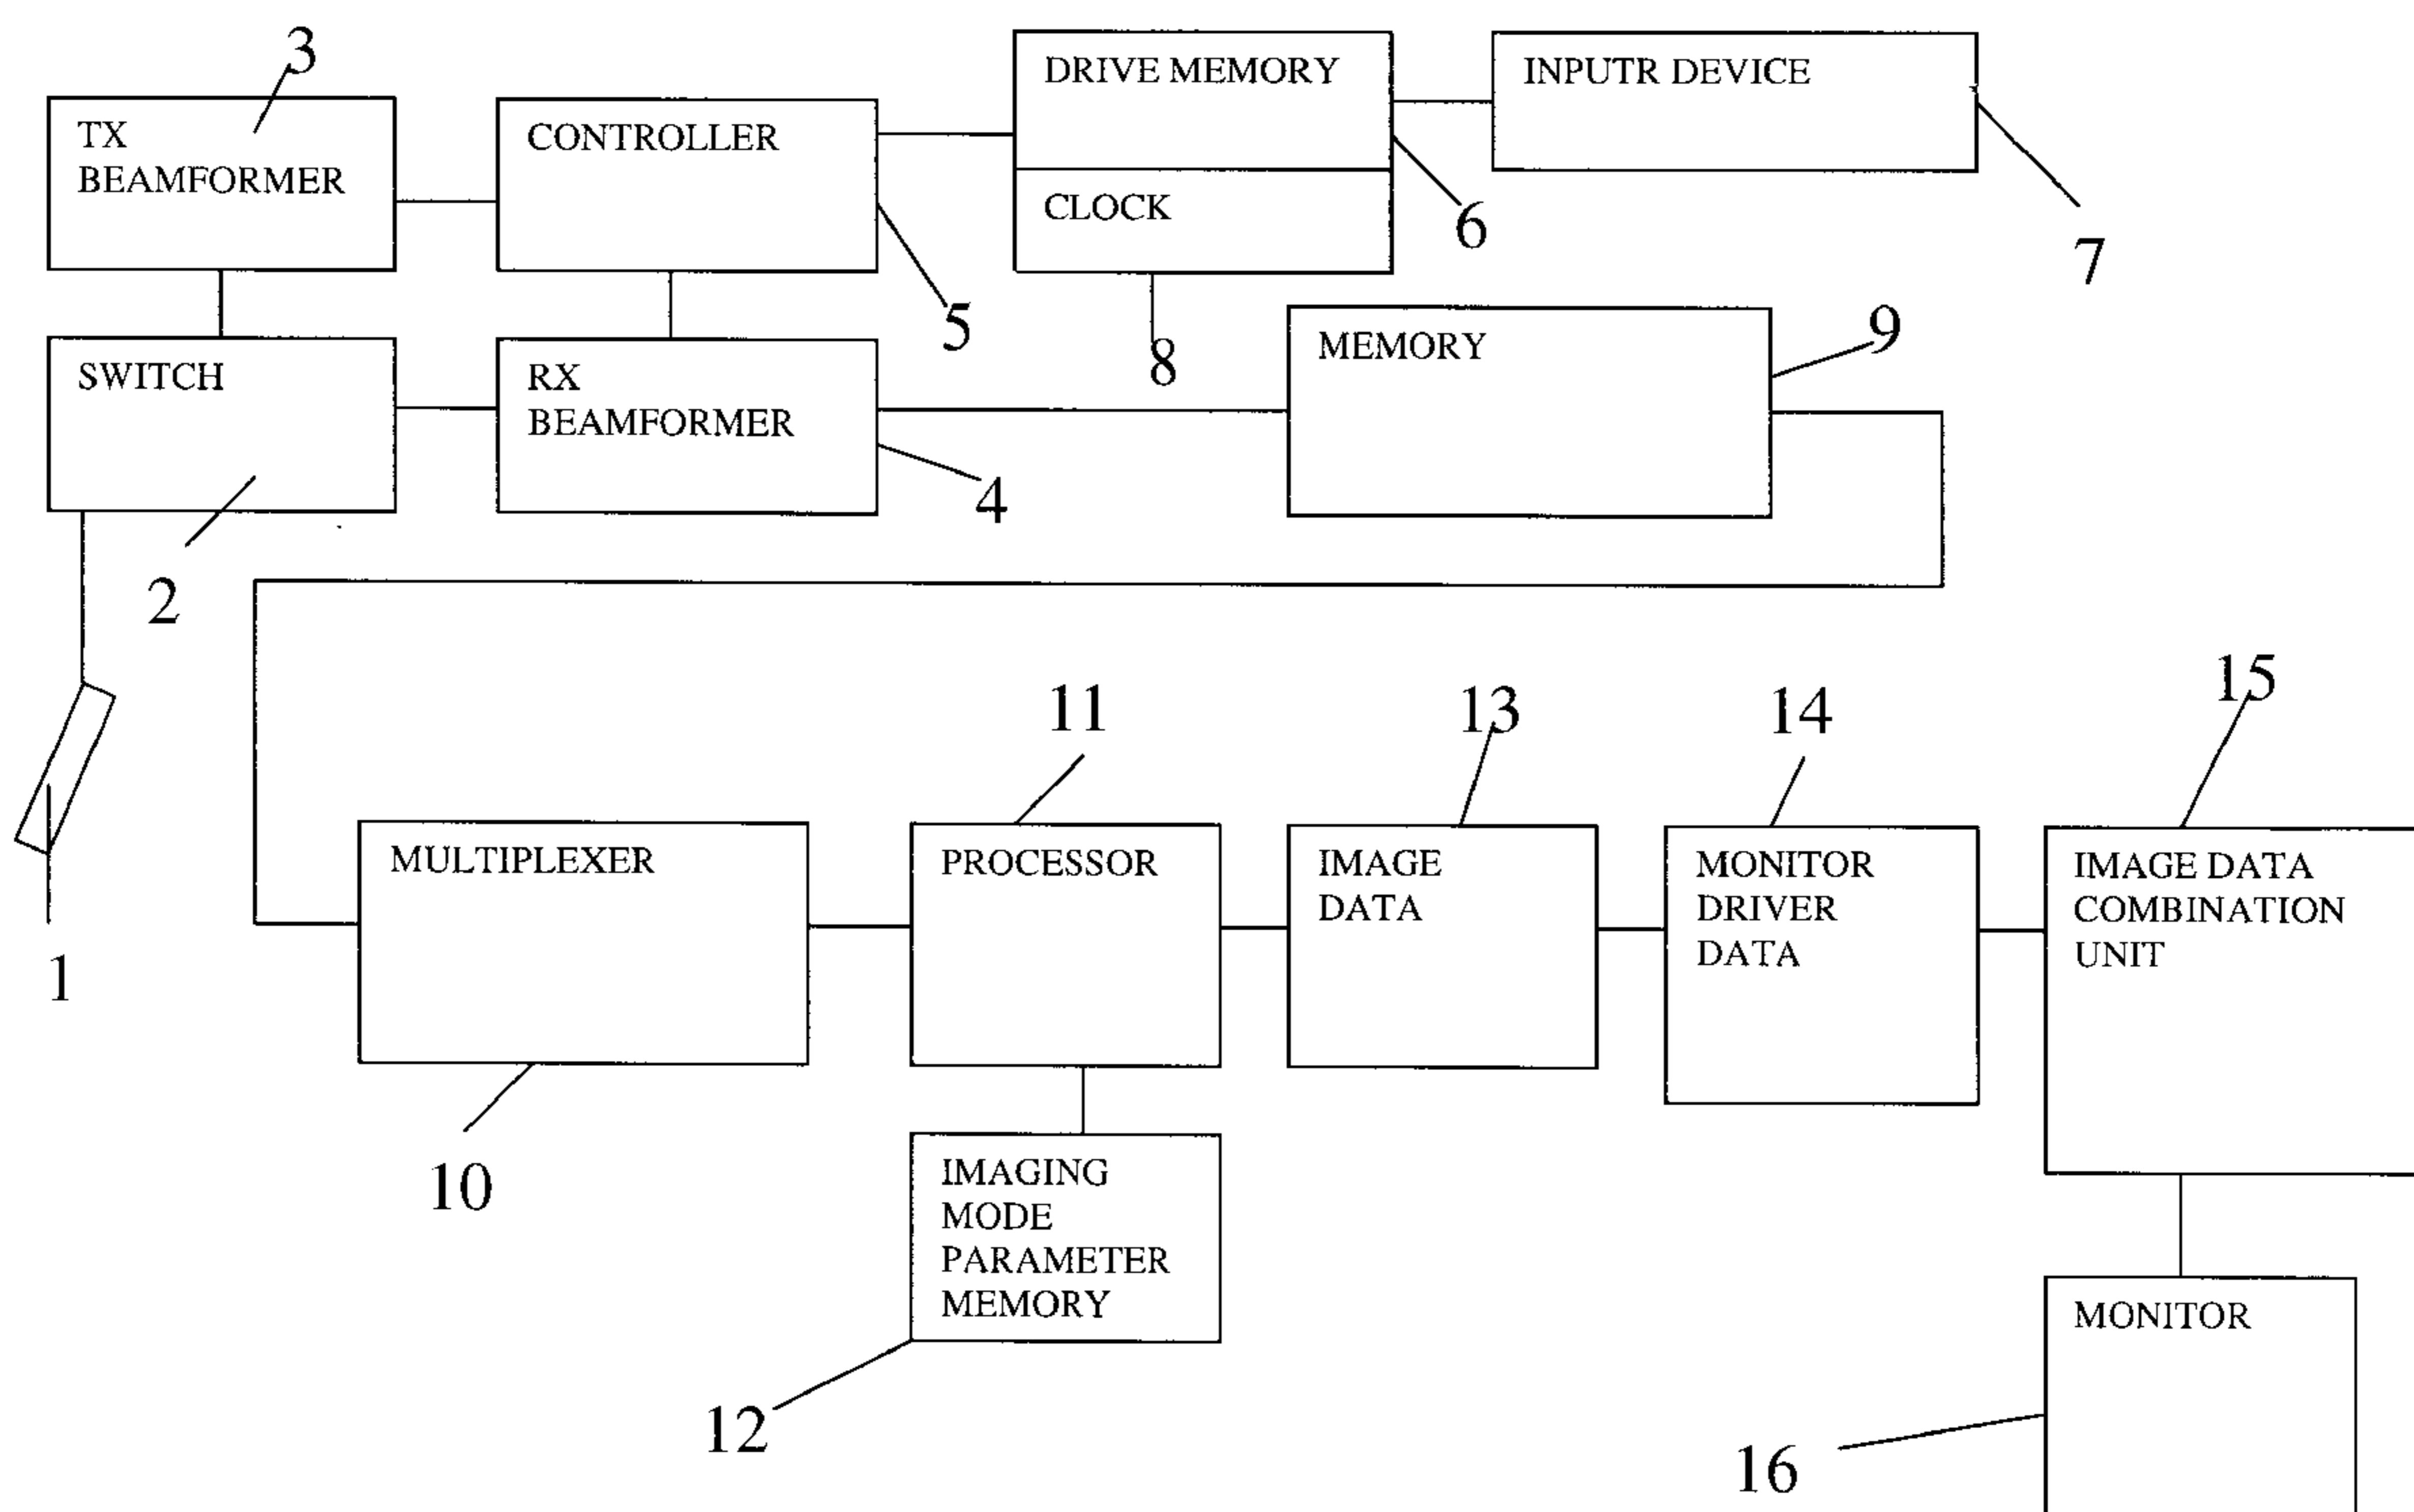 3
DRIVE MEMORY
INPUTR DEVICE
TX
BEAMFORMER
CONTROLLER
CLOCK
6
7
5
8
9
SWITCH
RX
BEAMFORMER
MEMORY
4
2
11
13
14
15
1
MULTIPLEXER
PROCESSOR
IMAGE
DATA
MONITOR
DRIVER
DATA
IMAGE DATA
COMBINATION
UNIT
10
IMAGING
MODE
PARAMETER
MEMORY
12
MONITOR
16